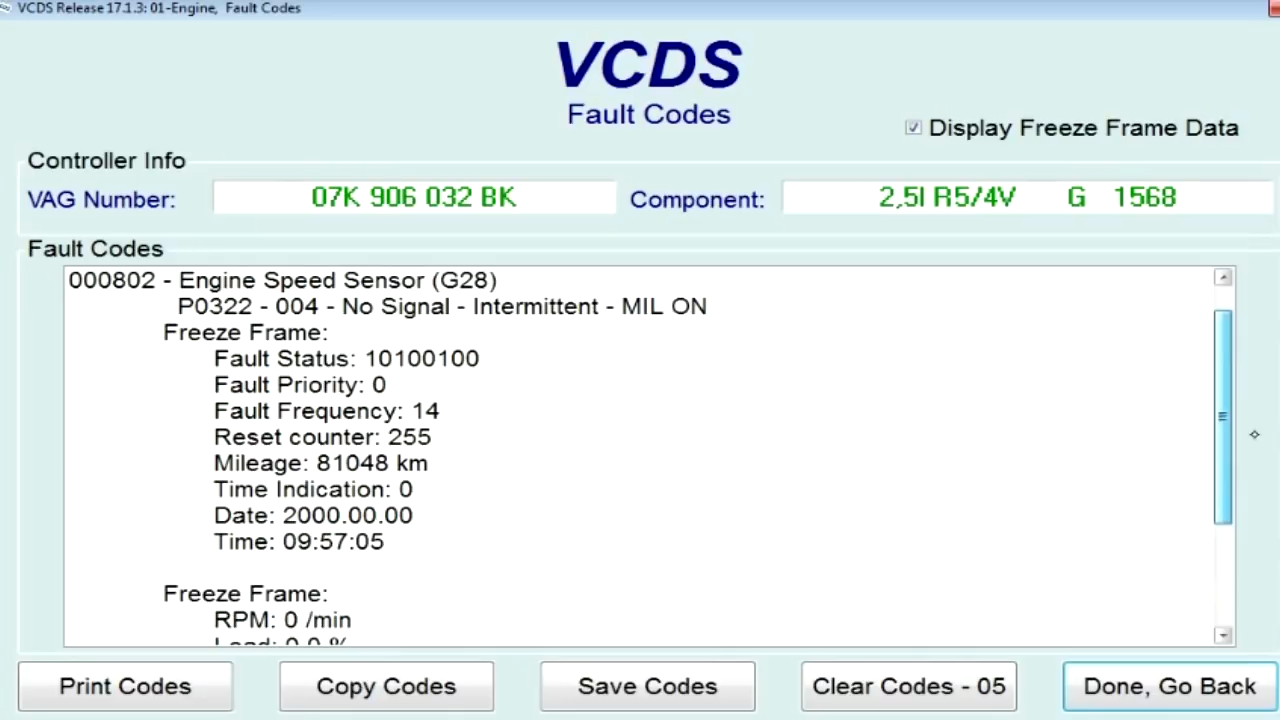 VCDS Release 17.1.3: 01-Engine, Fault Codes
VCDS
Fault Codes
Display Freeze Frame Data
Controller Info
VAG Number: 07K 906 032 BK Component: 2,5l R5/4V G 1568
Fault Codes
000802 - Engine Speed Sensor (G28)
P0322 - 004 - No Signal - Intermittent - MIL ON
Freeze Frame:
Fault Status: 10100100
Fault Priority: 0
Fault Frequency: 14
Reset counter: 255
Mileage: 81048 km
Time Indication: 0
Date: 2000.00.00
Time: 09:57:05
Freeze Frame:
RPM: 0 /min
Load: 0.0 %
Print Codes Copy Codes Save Codes Clear Codes - 05 Done, Go Back